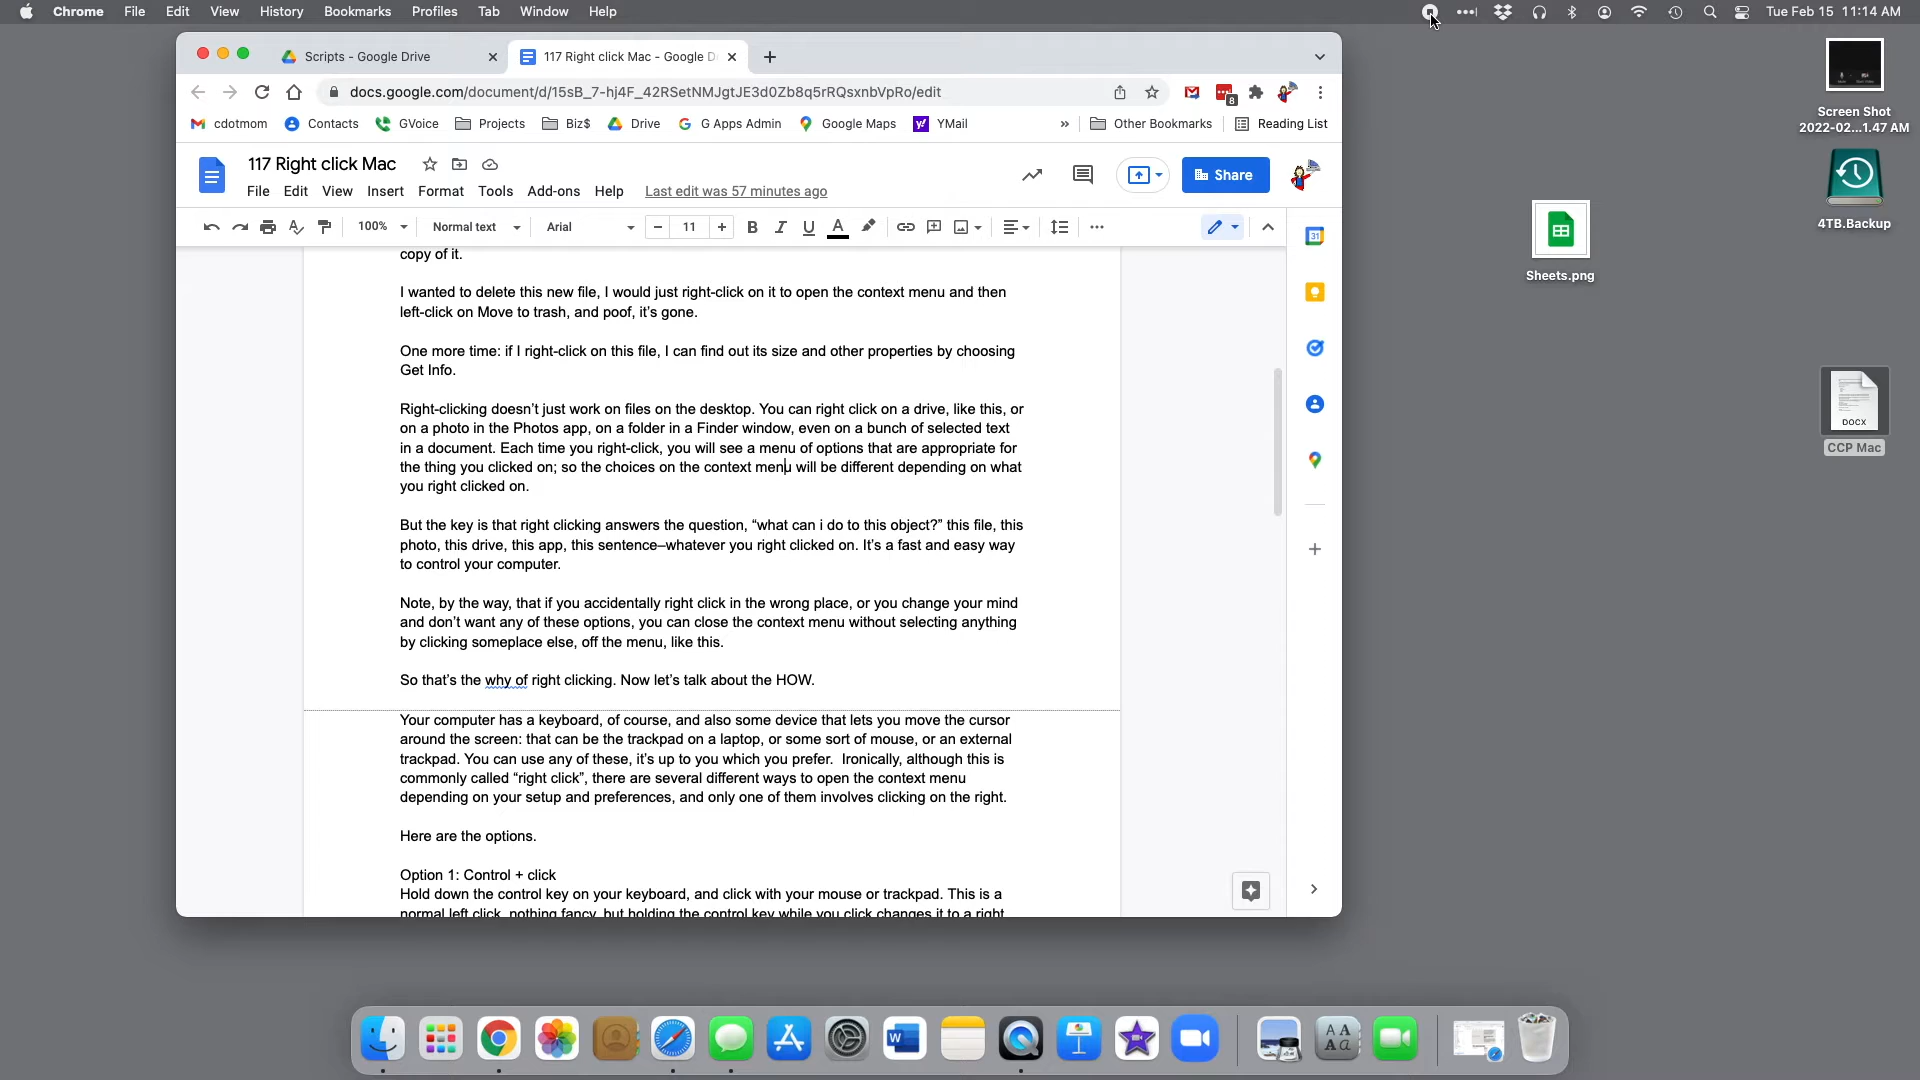 Chrome File Edit View History Bookmarks Profiles Tab Window Help Tue Feb 15 11:14 AM
Scripts - Google Drive 117 Right click Mac - Google D
docs.google.com/document/d/15sB_7-hj4F_42RSetNMJgtJE3d0Zb8q5rRQsxnbVpRo/edit 8
cdotmom Contacts GVoice Projects Biz$ Drive G Apps Admin Google Maps YMail » Other Bookmarks Reading List
117 Right click Mac
File Edit View Insert Format Tools Add-ons Help Last edit was 57 minutes ago
Share
100% Normal text Arial 11 B I U A
31
copy of it.
I wanted to delete this new file, I would just right-click on it to open the context menu and then
left-click on Move to trash, and poof, it’s gone.
One more time: if I right-click on this file, I can find out its size and other properties by choosing
Get Info.
Right-clicking doesn’t just work on files on the desktop. You can right click on a drive, like this, or
on a photo in the Photos app, on a folder in a Finder window, even on a bunch of selected text
in a document. Each time you right-click, you will see a menu of options that are appropriate for
the thing you clicked on; so the choices on the context menu will be different depending on what
you right clicked on.
But the key is that right clicking answers the question, “what can i do to this object?” this file, this
photo, this drive, this app, this sentence–whatever you right clicked on. It’s a fast and easy way
to control your computer.
Note, by the way, that if you accidentally right click in the wrong place, or you change your mind
and don’t want any of these options, you can close the context menu without selecting anything
by clicking someplace else, off the menu, like this.
So that’s the why of right clicking. Now let’s talk about the HOW.
Your computer has a keyboard, of course, and also some device that lets you move the cursor
around the screen: that can be the trackpad on a laptop, or some sort of mouse, or an external
trackpad. You can use any of these, it’s up to you which you prefer.  Ironically, although this is
commonly called “right click”, there are several different ways to open the context menu
depending on your setup and preferences, and only one of them involves clicking on the right.
Here are the options.
Option 1: Control + click
Hold down the control key on your keyboard, and click with your mouse or trackpad. This is a
normal left click, nothing fancy, but holding the control key while you click changes it to a right
Screen Shot
2022-02...1.47 AM
4TB.Backup
Sheets.png
DOCX
CCP Mac